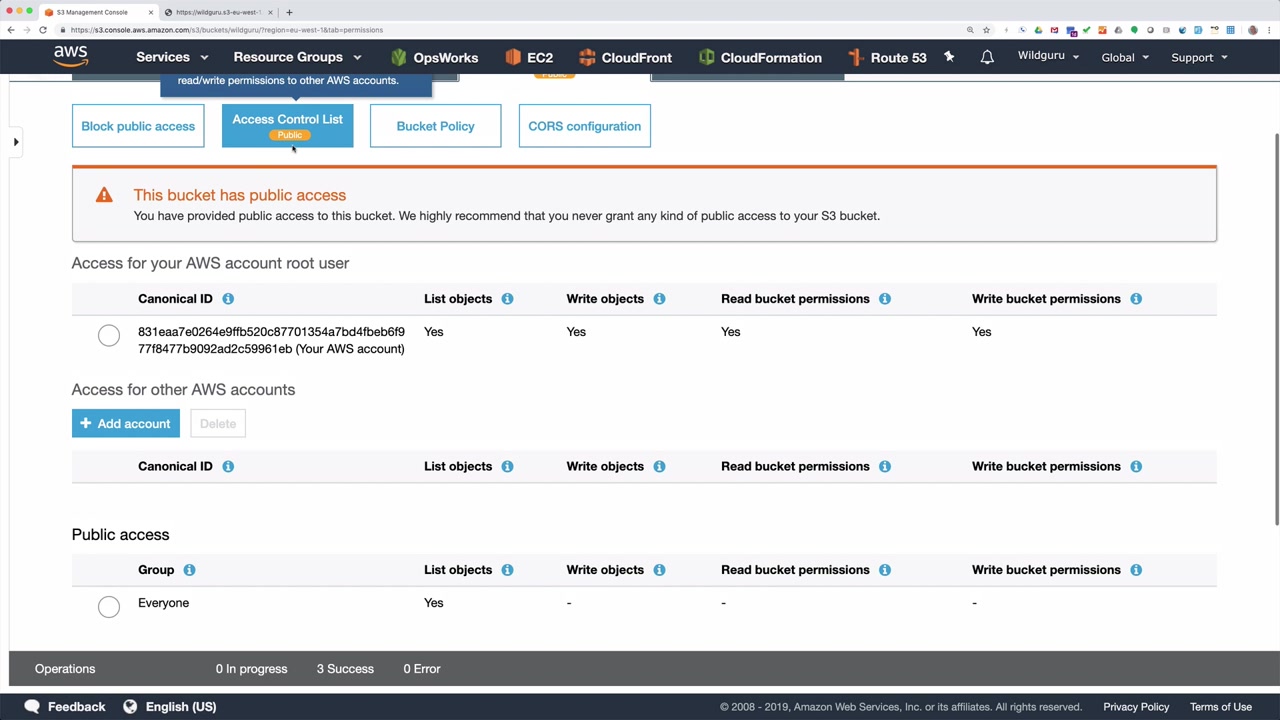 S3 Management Console
https://wildguru.s3-eu-west-1
https://s3.console.aws.amazon.com/s3/buckets/wildguru/?region=eu-west-1&tab=permissions
aws
Services
Resource Groups
OpsWorks
EC2
CloudFront
CloudFormation
Route 53
Wildguru
Global
Support
read/write permissions to other AWS accounts.
Public
Block public access
Access Control List
Public
Bucket Policy
CORS configuration
This bucket has public access
You have provided public access to this bucket. We highly recommend that you never grant any kind of public access to your S3 bucket.
Access for your AWS account root user
Canonical ID List objects Write objects Read bucket permissions Write bucket permissions
831eaa7e0264e9ffb520c87701354a7bd4fbeb6f9 Yes Yes Yes Yes
77f8477b9092ad2c59961eb (Your AWS account)
Access for other AWS accounts
+ Add account Delete
Canonical ID List objects Write objects Read bucket permissions Write bucket permissions
Public access
Group List objects Write objects Read bucket permissions Write bucket permissions
Everyone Yes - - -
Operations 0 In progress 3 Success 0 Error
Feedback English (US) © 2008 - 2019, Amazon Web Services, Inc. or its affiliates. All rights reserved. Privacy Policy Terms of Use